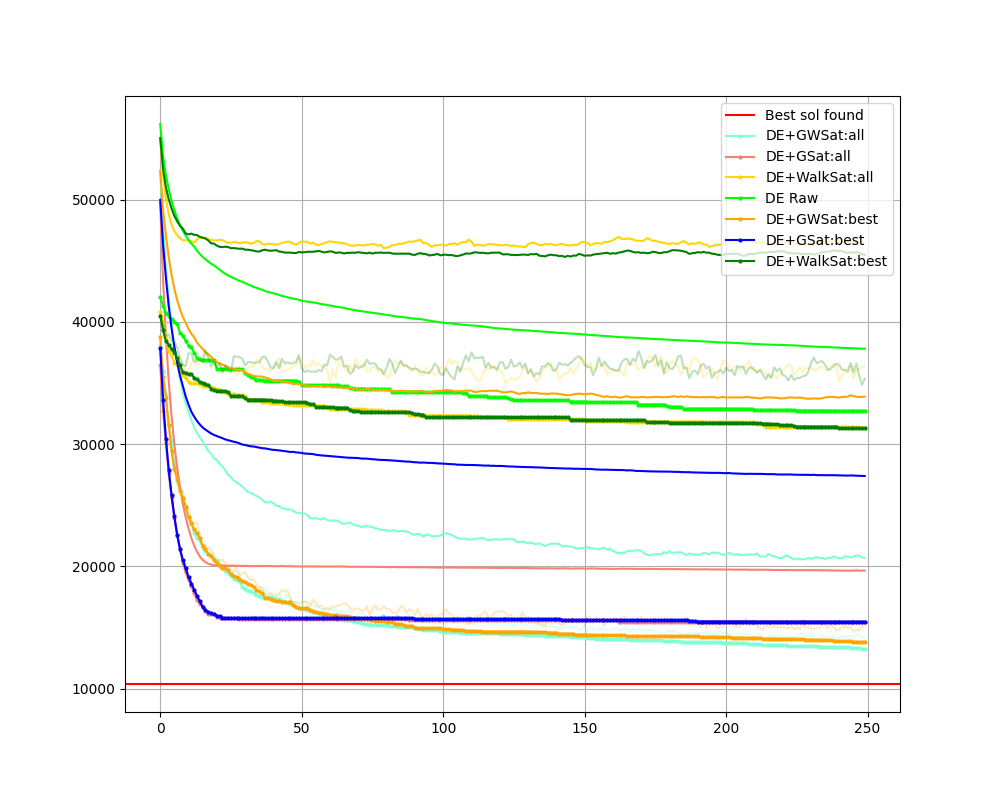 Best sol found
DE+GWSat:all
DE+GSat:all
DE+WalkSat:all
DE Raw
DE+GWSat:best
DE+GSat:best
DE+WalkSat:best
50000
40000
30000
20000
10000
0 50 100 150 200 250